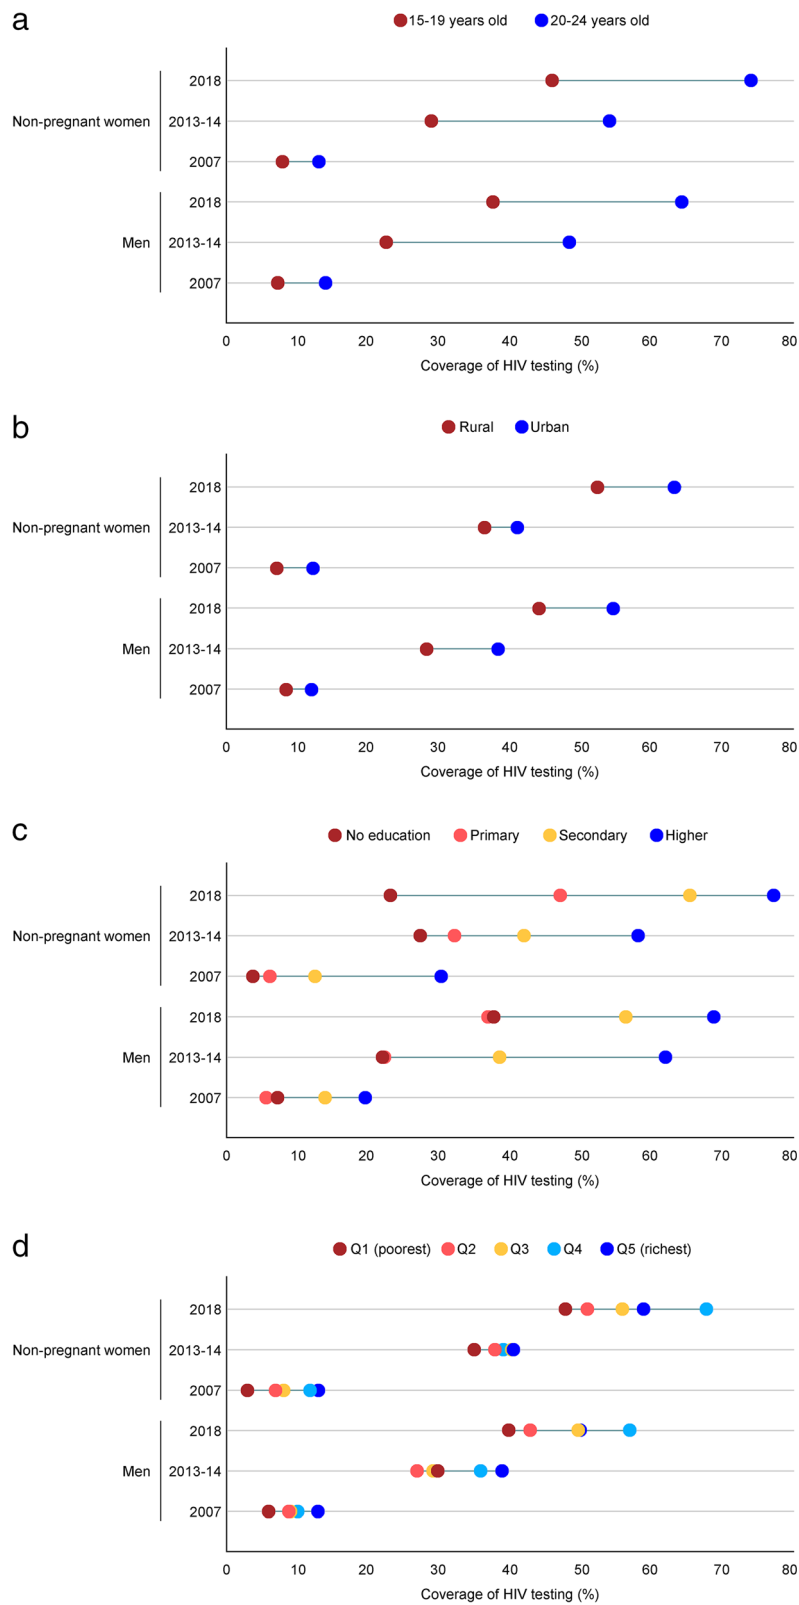 a
15-19 years old 20-24 years old
2018
Non-pregnant women 2013-14
2007
2018
Men 2013-14
2007
0 10 20 30 40 50 60 70 80
Coverage of HIV testing (%)
b
Rural Urban
2018
Non-pregnant women 2013-14
2007
2018
Men 2013-14
2007
0 10 20 30 40 50 60 70 80
Coverage of HIV testing (%)
c
No education Primary Secondary Higher
2018
Non-pregnant women 2013-14
2007
2018
Men 2013-14
2007
0 10 20 30 40 50 60 70 80
Coverage of HIV testing (%)
d
Q1 (poorest) Q2 Q3 Q4 Q5 (richest)
2018
Non-pregnant women 2013-14
2007
2018
Men 2013-14
2007
0 10 20 30 40 50 60 70 80
Coverage of HIV testing (%)